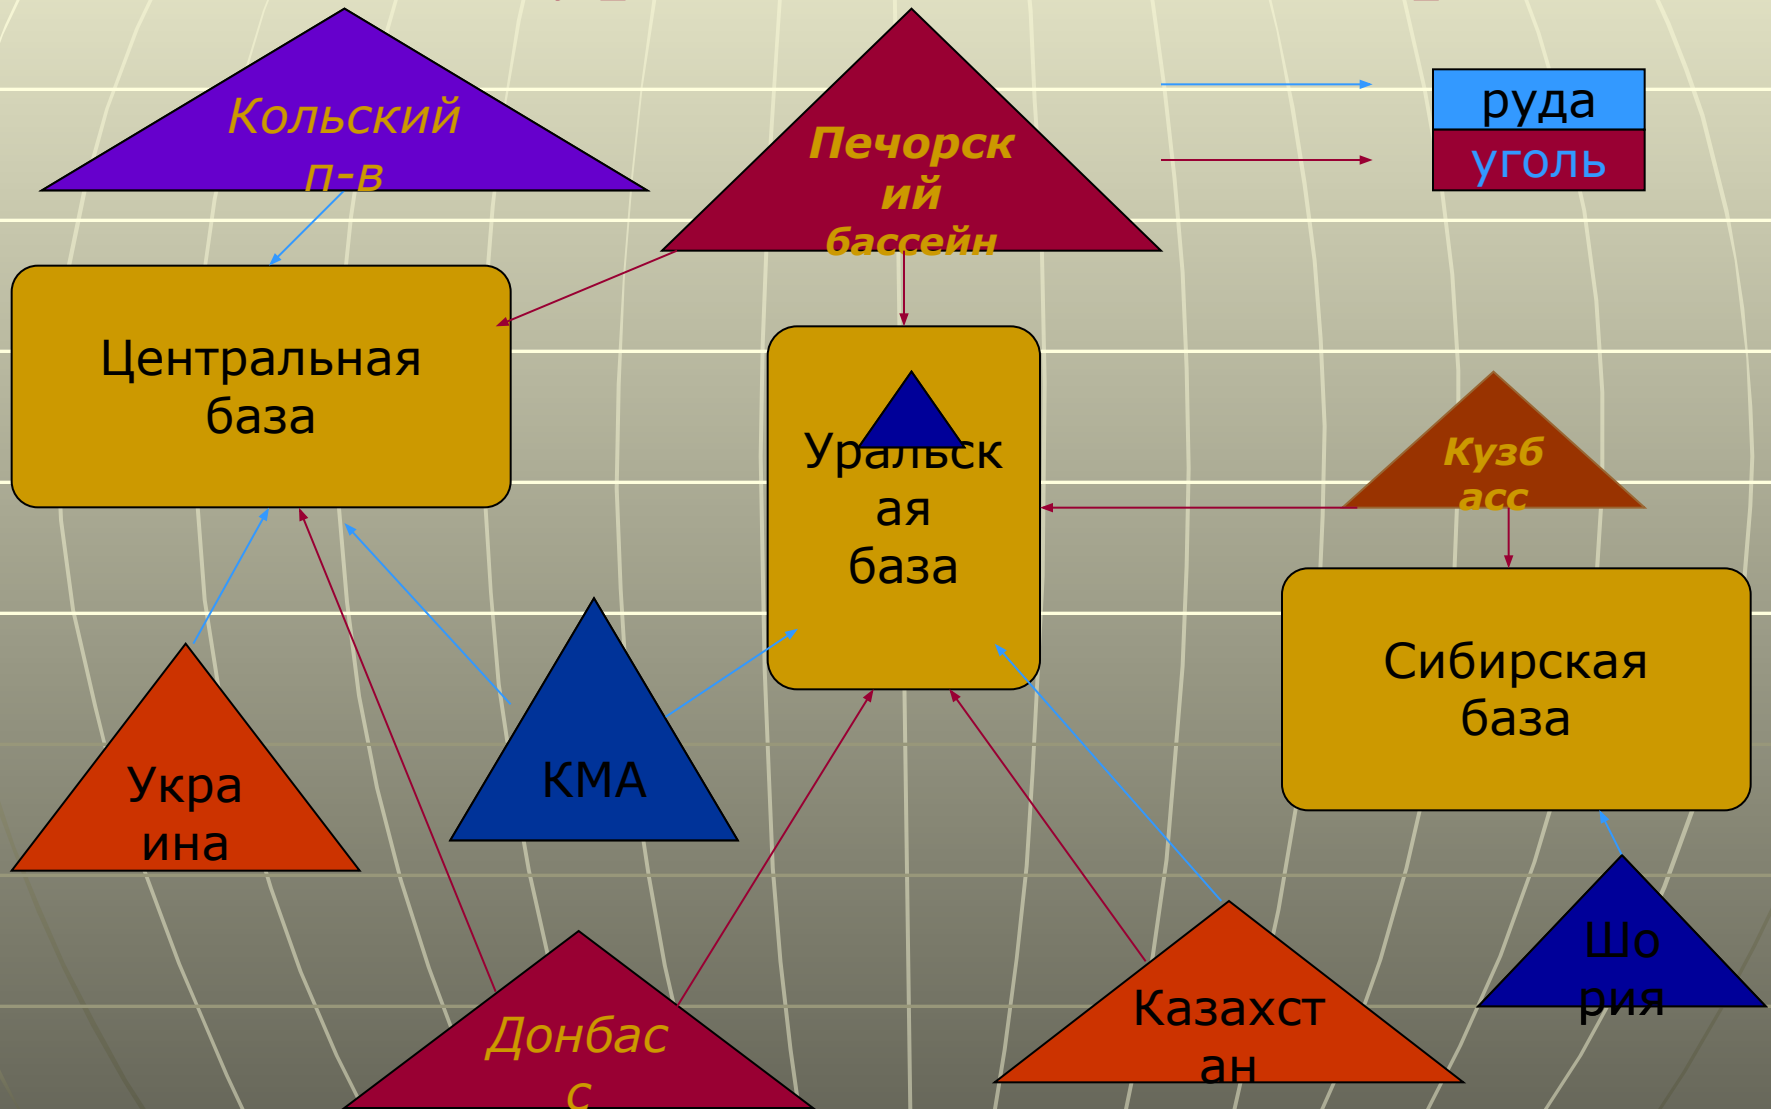 Кольский
п-в
Печорск
ий
бассейн
руда
уголь
Центральная
база
Уральск
ая
база
Кузб
асс
Сибирская
база
Укра
ина
КМА
Шо
рия
Донбас
с
Казахст
ан